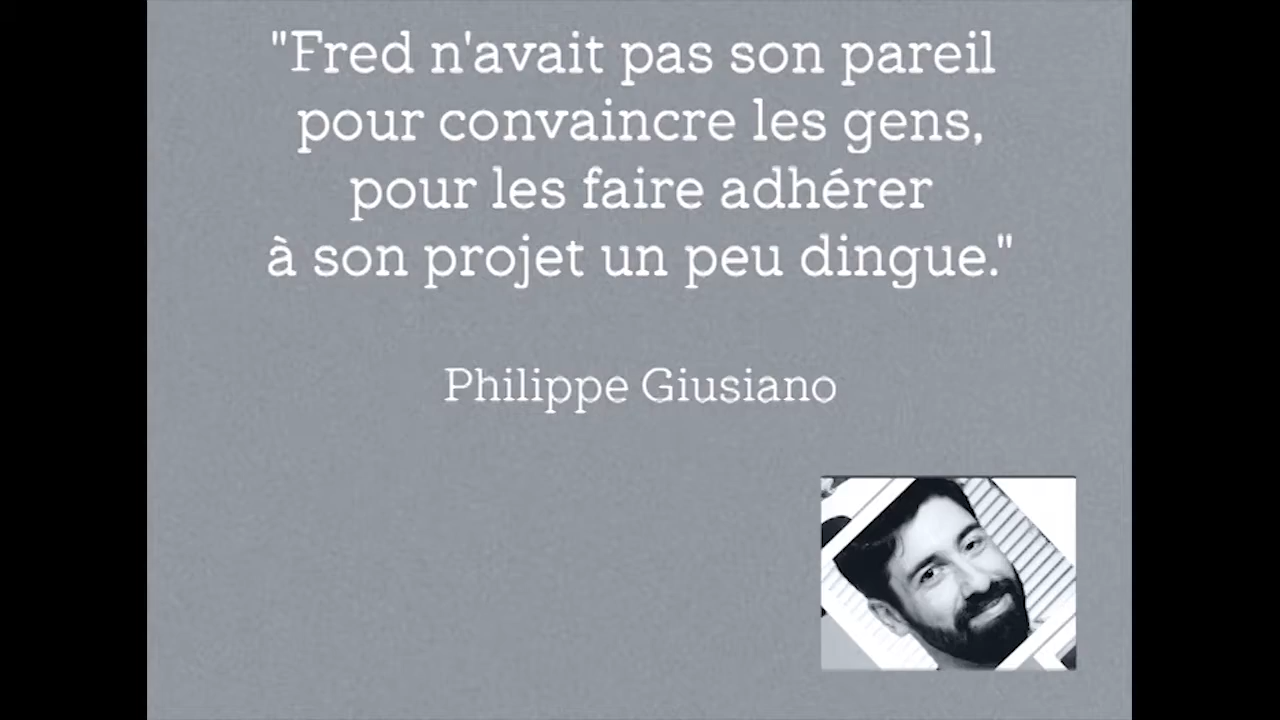 "Fred n'avait pas son pareil
pour convaincre les gens,
pour les faire adhérer
à son projet un peu dingue."
Philippe Giusiano